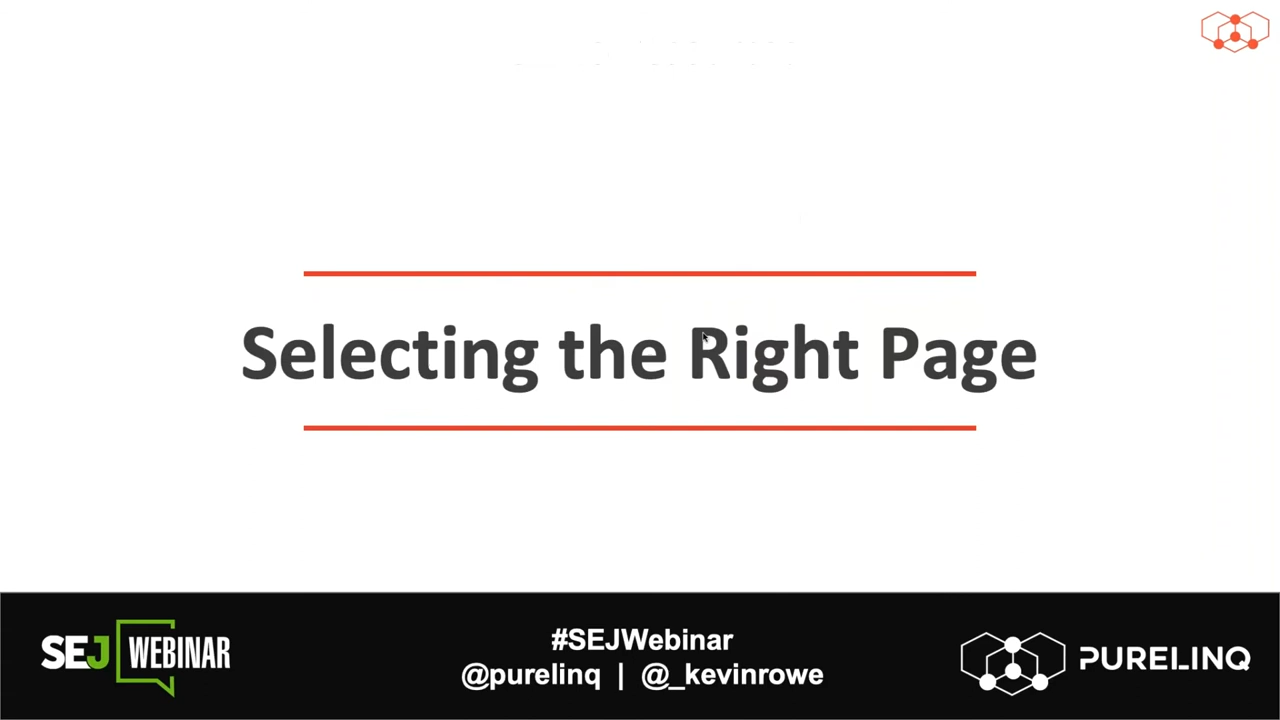 Selecting the Right Page
SEJ WEBINAR
#SEJWebinar
@purelinq | @_kevinrowe
PURELINQ